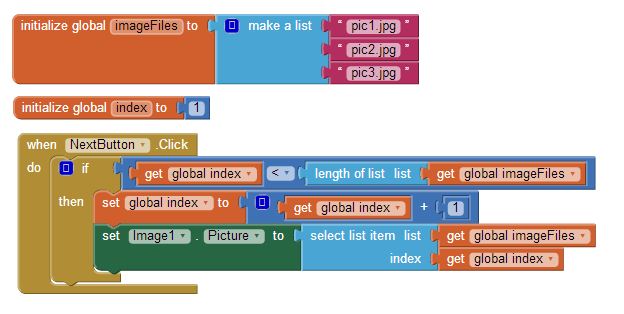 initialize global imageFiles to make a list “ pic1.jpg ”
“ pic2.jpg ”
“ pic3.jpg ”
initialize global index to 1
when NextButton .Click
do if get global index < length of list list get global imageFiles
then set global index to get global index + 1
set Image1 . Picture to select list item list get global imageFiles
index get global index